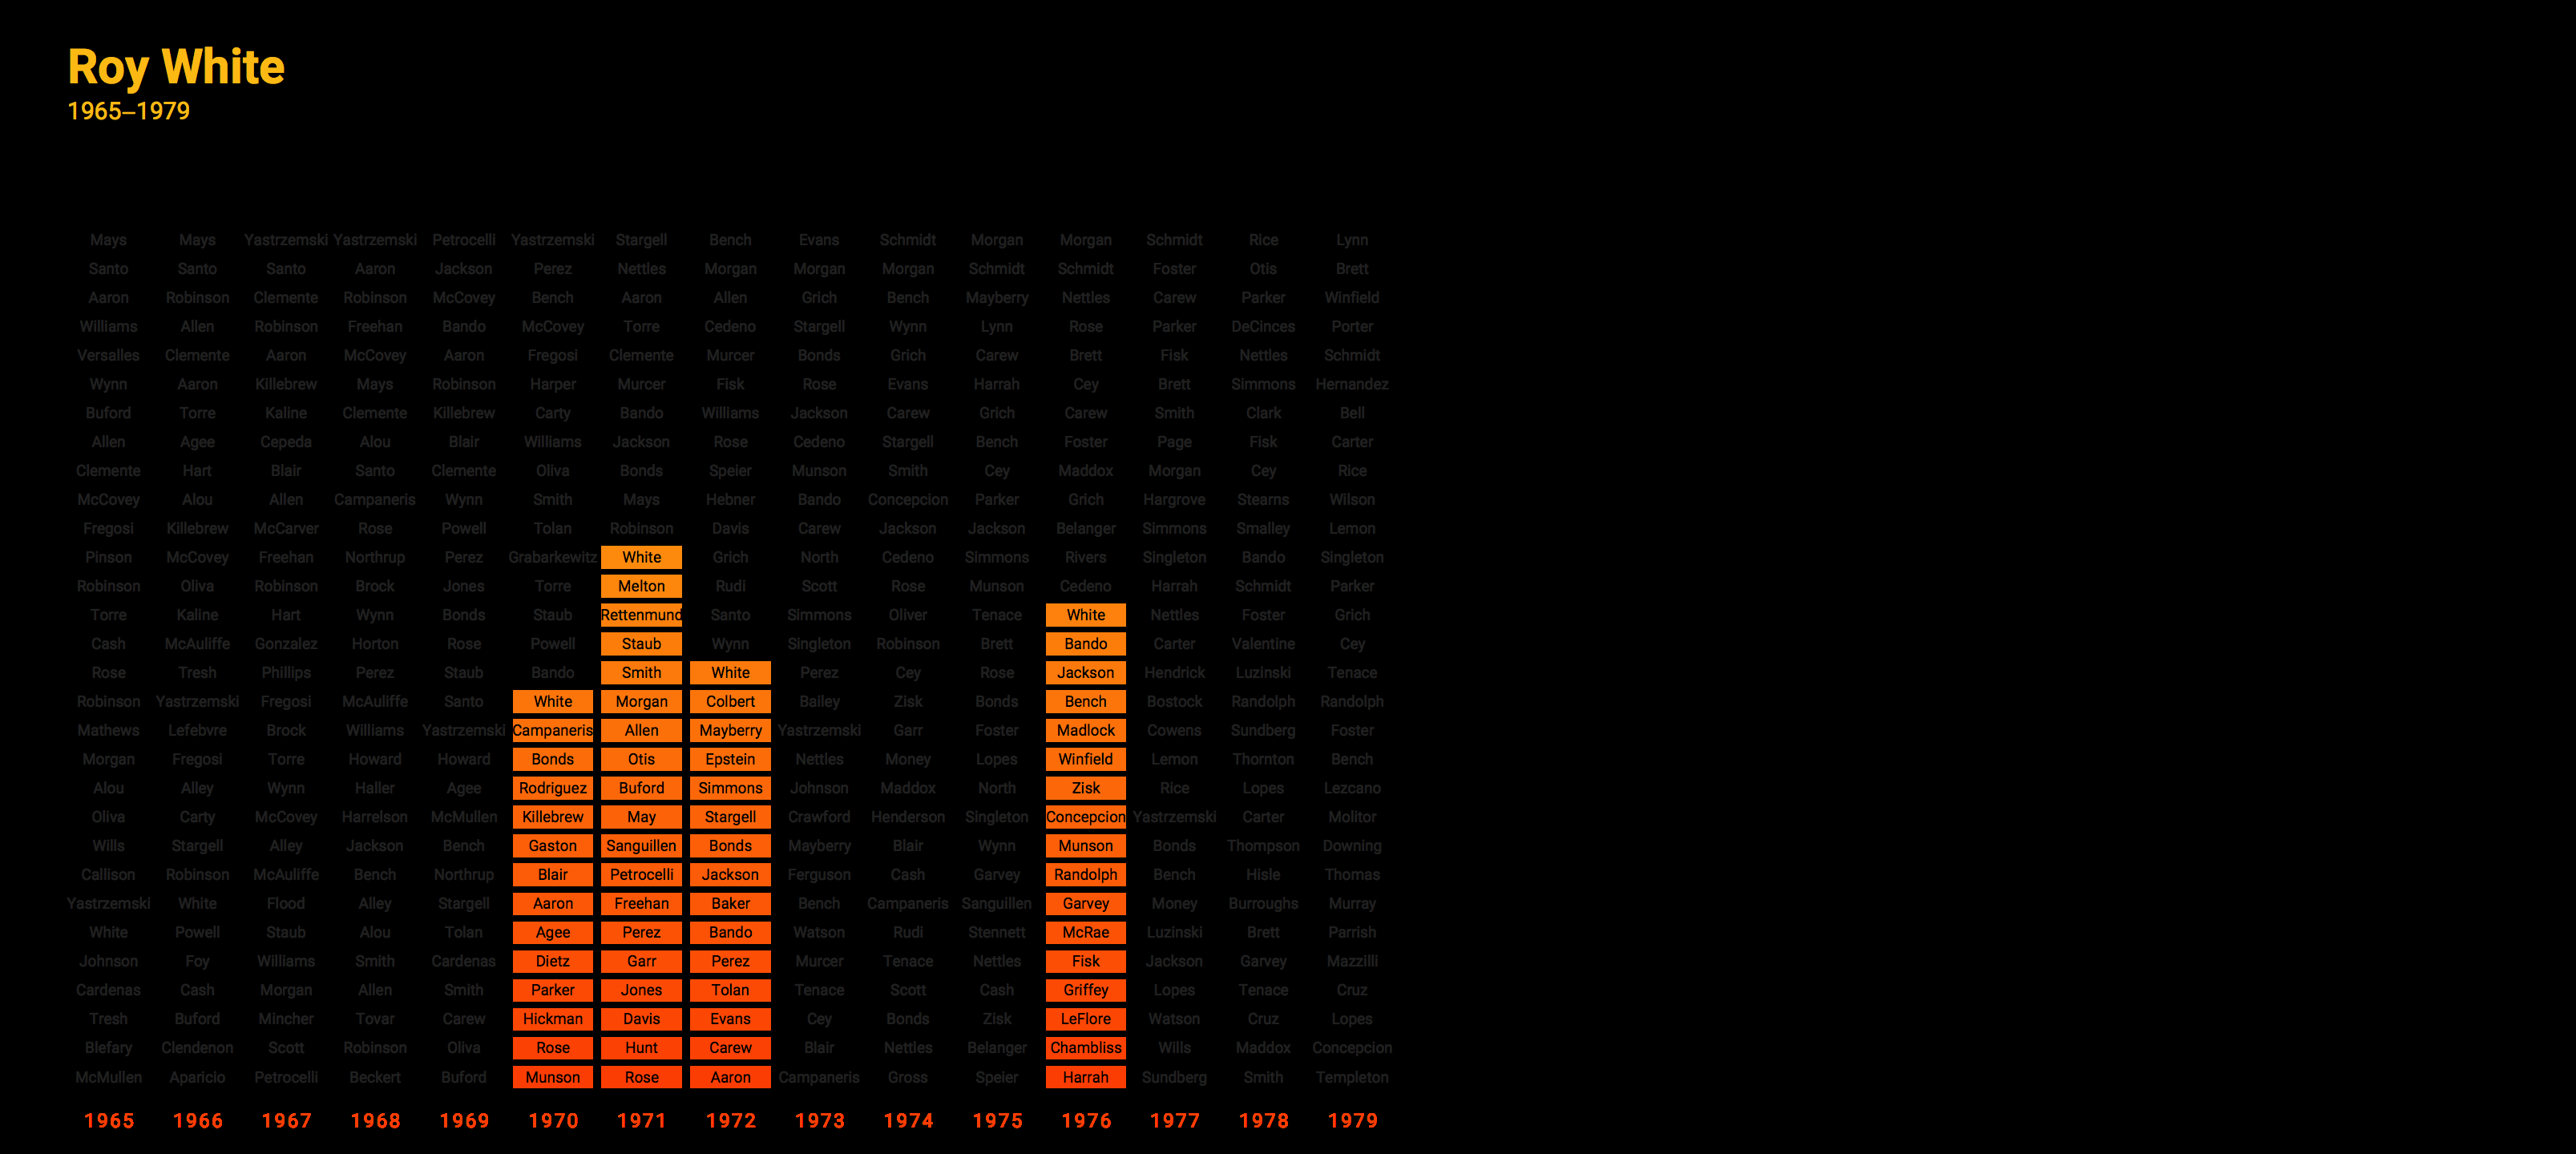 Roy White
1965–1979
Mays Mays Yastrzemski Yastrzemski Petrocelli Yastrzemski Stargell Bench Evans Schmidt Morgan Morgan Schmidt Rice Lynn
Santo Santo Santo Aaron Jackson Perez Nettles Morgan Morgan Morgan Schmidt Schmidt Foster Otis Brett
Aaron Robinson Clemente Robinson McCovey Bench Aaron Allen Grich Bench Mayberry Nettles Carew Parker Winfield
Williams Allen Robinson Freehan Bando McCovey Torre Cedeno Stargell Wynn Lynn Rose Parker DeCinces Porter
Versalles Clemente Aaron McCovey Aaron Fregosi Clemente Murcer Bonds Grich Carew Brett Fisk Nettles Schmidt
Wynn Aaron Killebrew Mays Robinson Harper Murcer Fisk Rose Evans Harrah Cey Brett Simmons Hernandez
Buford Torre Kaline Clemente Killebrew Carty Bando Williams Jackson Carew Grich Carew Smith Clark Bell
Allen Agee Cepeda Alou Blair Williams Jackson Rose Cedeno Stargell Bench Foster Page Fisk Carter
Clemente Hart Blair Santo Clemente Oliva Bonds Speier Munson Smith Cey Maddox Morgan Cey Rice
McCovey Alou Allen Campaneris Wynn Smith Mays Hebner Bando Concepcion Parker Grich Hargrove Stearns Wilson
Fregosi Killebrew McCarver Rose Powell Tolan Robinson Davis Carew Jackson Jackson Belanger Simmons Smalley Lemon
Pinson McCovey Freehan Northrup Perez Grabarkewitz White Grich North Cedeno Simmons Rivers Singleton Bando Singleton
Robinson Oliva Robinson Brock Jones Torre Melton Rudi Scott Rose Munson Cedeno Harrah Schmidt Parker
Torre Kaline Hart Wynn Bonds Staub Rettenmund Santo Simmons Oliver Tenace White Nettles Foster Grich
Cash McAuliffe Gonzalez Horton Rose Powell Staub Wynn Singleton Robinson Brett Bando Carter Valentine Cey
Rose Tresh Phillips Perez Staub Bando Smith White Perez Cey Rose Jackson Hendrick Luzinski Tenace
Robinson Yastrzemski Fregosi McAuliffe Santo White Morgan Colbert Bailey Zisk Bonds Bench Bostock Randolph Randolph
Mathews Lefebvre Brock Williams Yastrzemski Campaneris Allen Mayberry Yastrzemski Garr Foster Madlock Cowens Sundberg Foster
Morgan Fregosi Torre Howard Howard Bonds Otis Epstein Nettles Money Lopes Winfield Lemon Thornton Bench
Alou Alley Wynn Haller Agee Rodriguez Buford Simmons Johnson Maddox North Zisk Rice Lopes Lezcano
Oliva Carty McCovey Harrelson McMullen Killebrew May Stargell Crawford Henderson Singleton Concepcion Yastrzemski Carter Molitor
Wills Stargell Alley Jackson Bench Gaston Sanguillen Bonds Mayberry Blair Wynn Munson Bonds Thompson Downing
Callison Robinson McAuliffe Bench Northrup Blair Petrocelli Jackson Ferguson Cash Garvey Randolph Bench Hisle Thomas
Yastrzemski White Flood Alley Stargell Aaron Freehan Baker Bench Campaneris Sanguillen Garvey Money Burroughs Murray
White Powell Staub Alou Tolan Agee Perez Bando Watson Rudi Stennett McRae Luzinski Brett Parrish
Johnson Foy Williams Smith Cardenas Dietz Garr Perez Murcer Tenace Nettles Fisk Jackson Garvey Mazzilli
Cardenas Cash Morgan Allen Smith Parker Jones Tolan Tenace Scott Cash Griffey Lopes Tenace Cruz
Tresh Buford Mincher Tovar Carew Hickman Davis Evans Cey Bonds Zisk LeFlore Watson Cruz Lopes
Blefary Clendenon Scott Robinson Oliva Rose Hunt Carew Blair Nettles Belanger Chambliss Wills Maddox Concepcion
McMullen Aparicio Petrocelli Beckert Buford Munson Rose Aaron Campaneris Gross Speier Harrah Sundberg Smith Templeton
1965 1966 1967 1968 1969 1970 1971 1972 1973 1974 1975 1976 1977 1978 1979